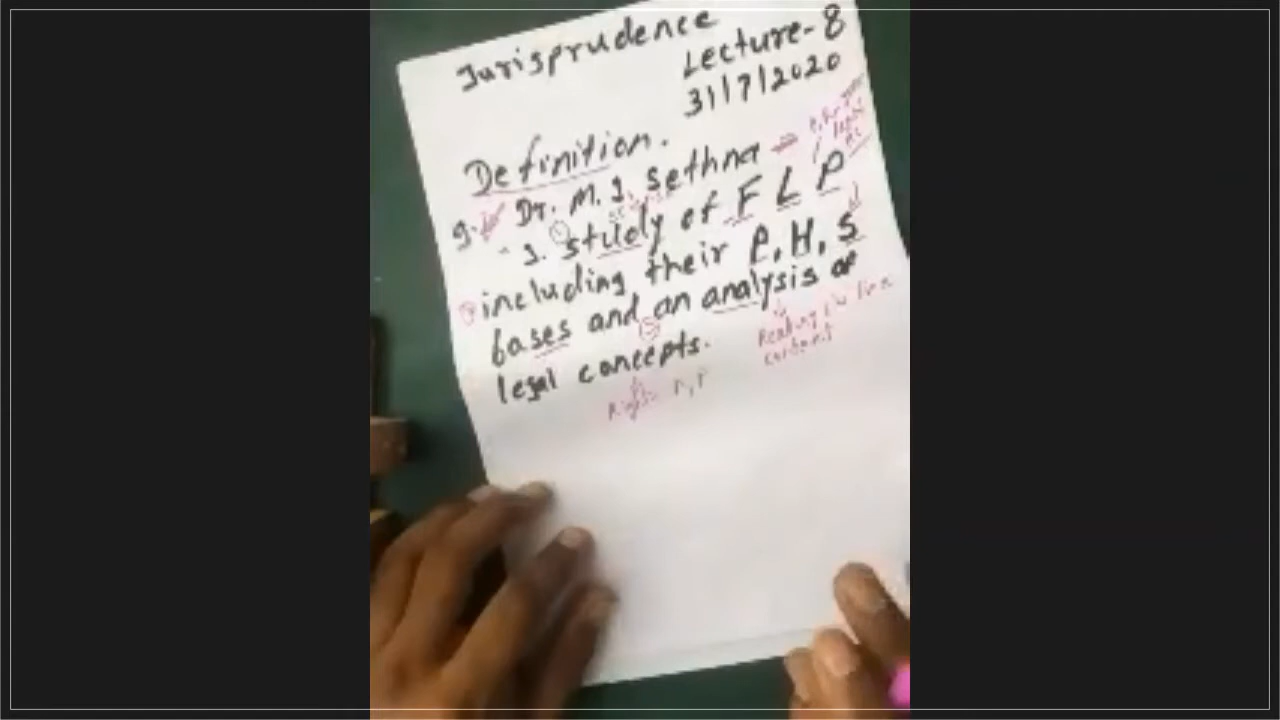 Jurisprudence
Lecture-8
31/7/2020
Definition.
9. Dr. M. J. Sethna
J. study of F L P
including their P, H, S
bases and an analysis of
legal concepts.